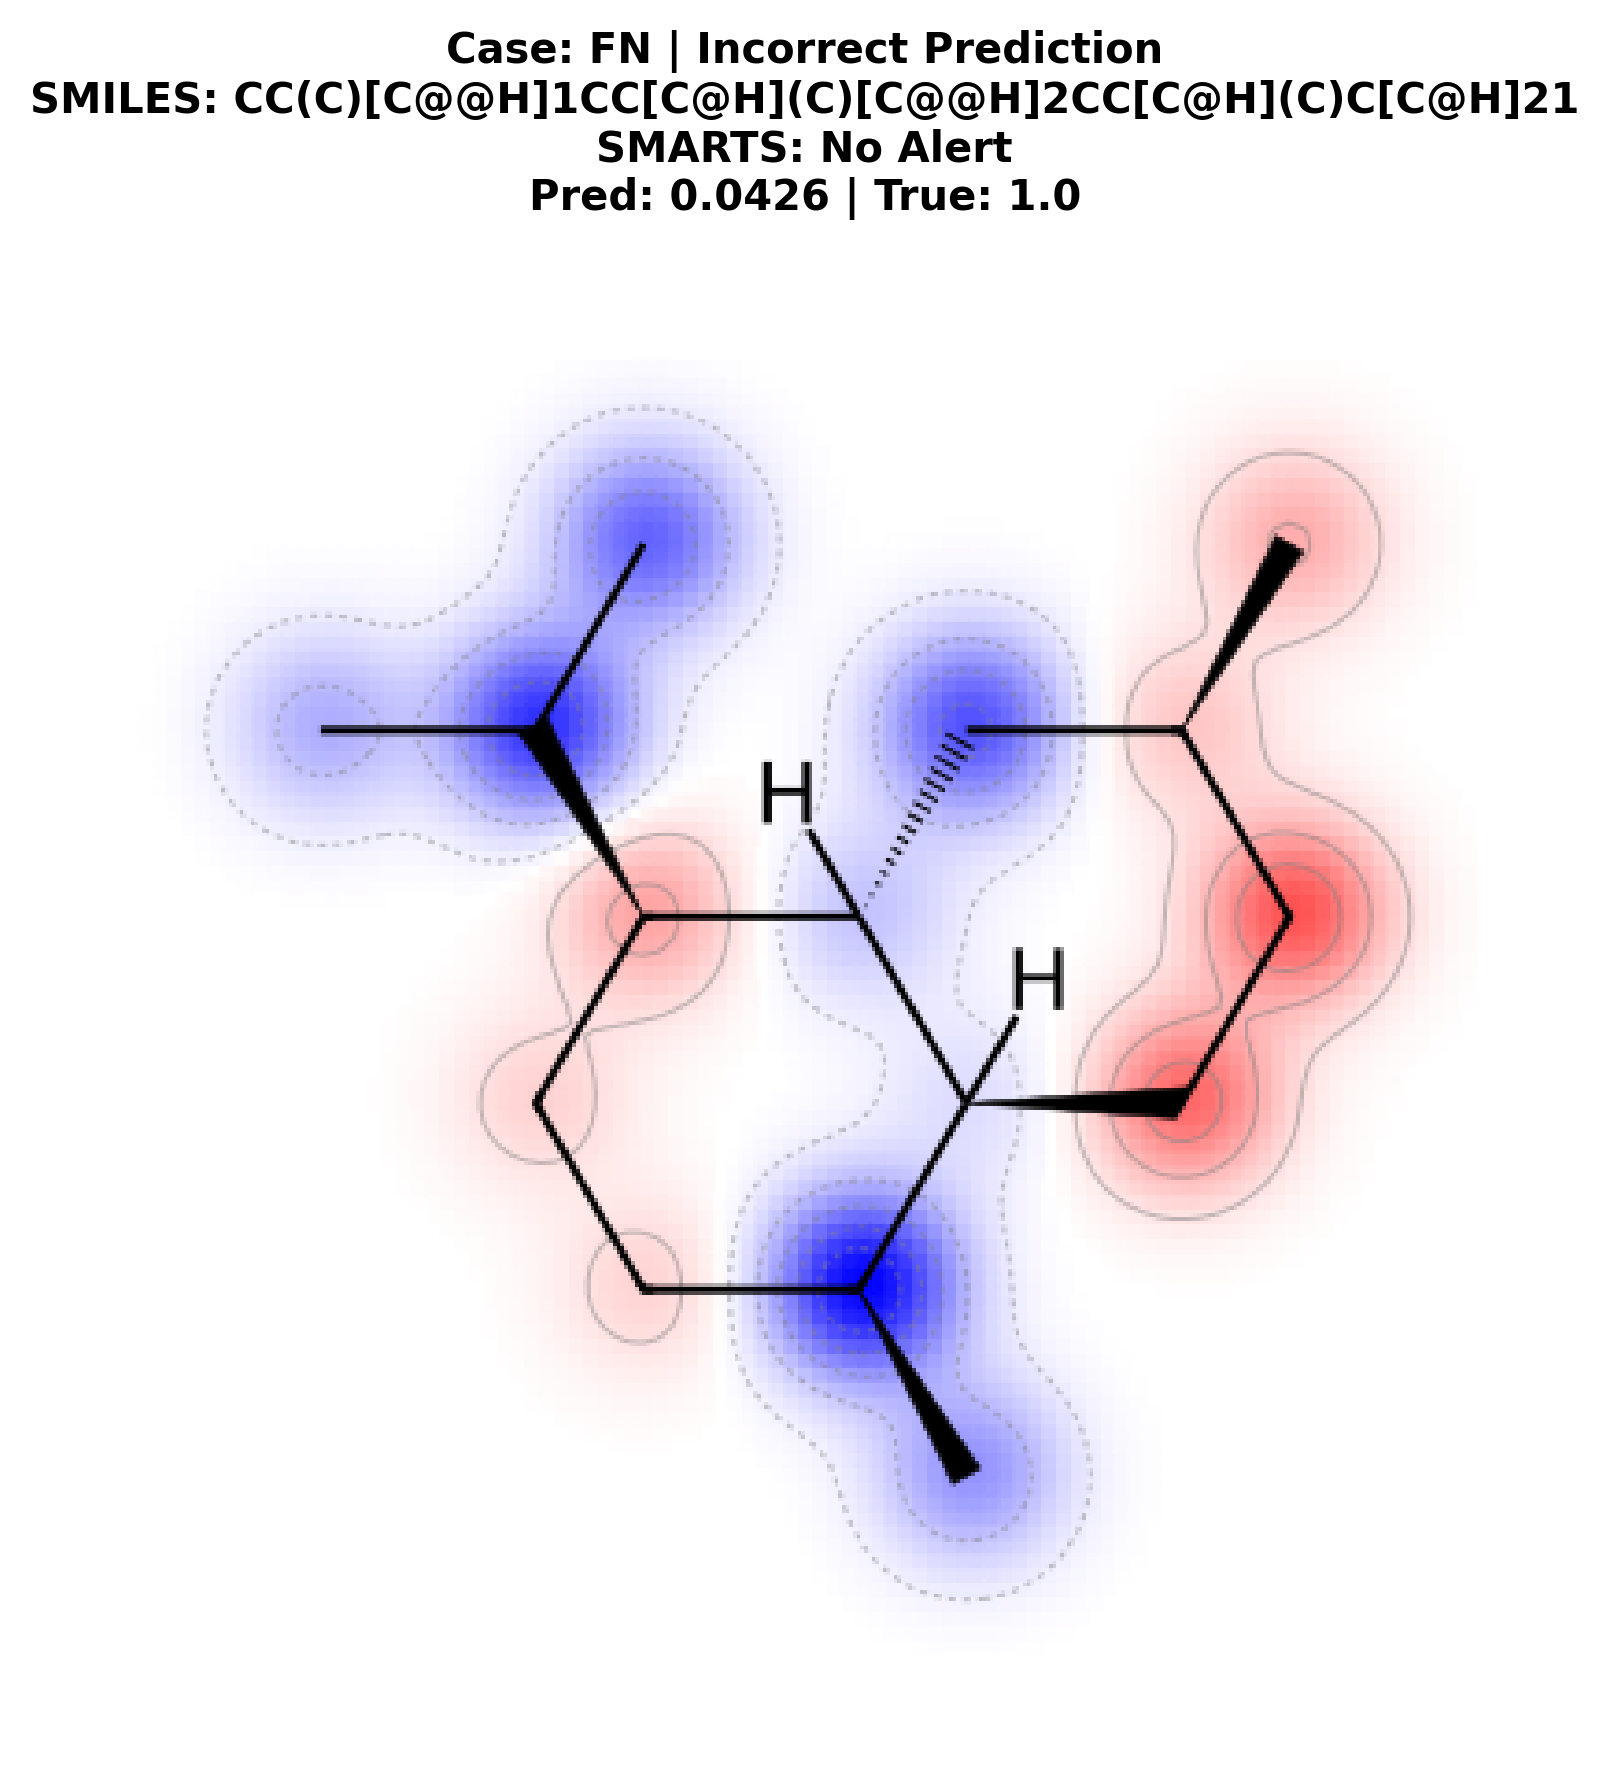 Case: FN | Incorrect Prediction
SMILES: CC(C)[C@@H]1CC[C@H](C)[C@@H]2CC[C@H](C)C[C@H]21
SMARTS: No Alert
Pred: 0.0426 | True: 1.0
H
H